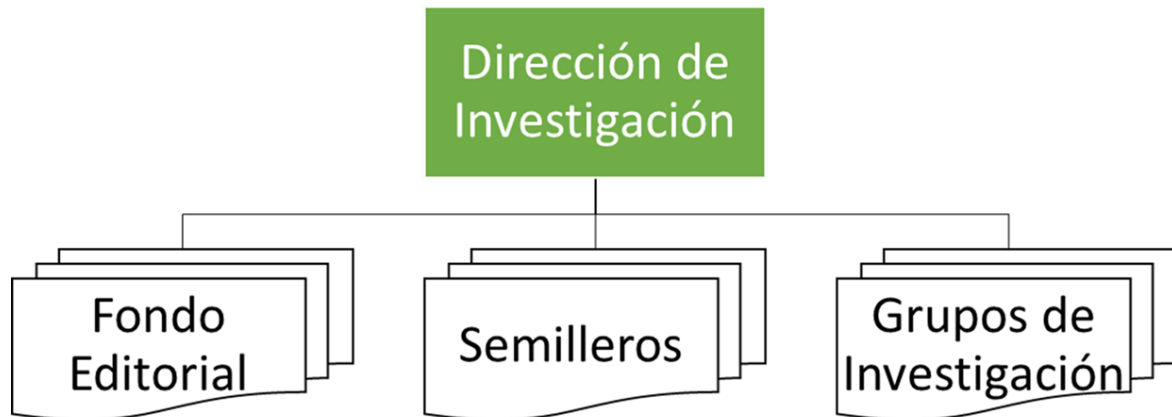 Dirección de
Investigación
Fondo
Editorial
Semilleros
Grupos de
Investigación